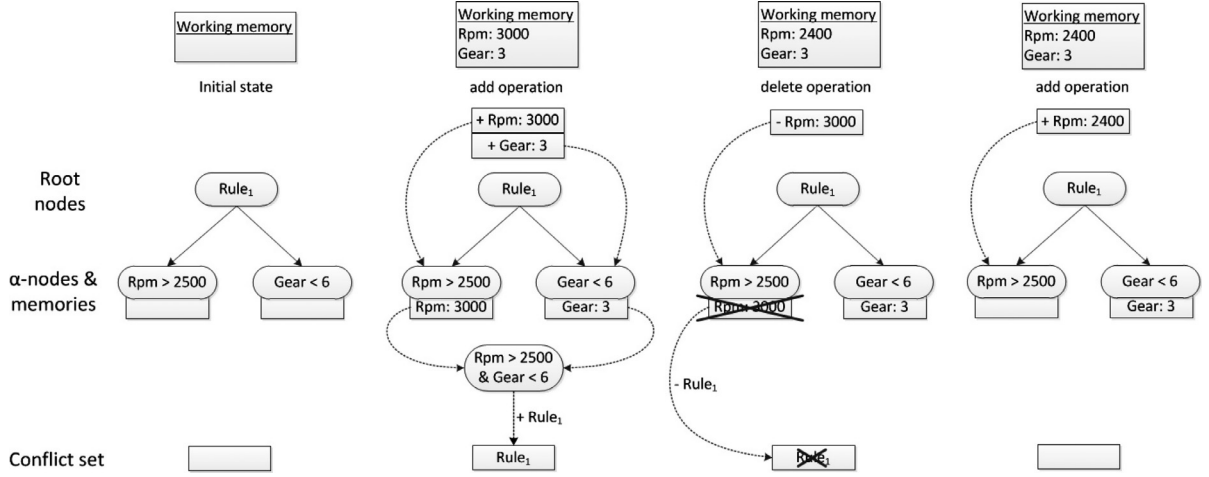 Working memory
Initial state
Working memory
Rpm: 3000
Gear: 3
add operation
+ Rpm: 3000
+ Gear: 3
Working memory
Rpm: 2400
Gear: 3
delete operation
- Rpm: 3000
Working memory
Rpm: 2400
Gear: 3
add operation
+ Rpm: 2400
Root
nodes
Rule₁
Rule₁
Rule₁
Rule₁
α-nodes &
memories
Rpm > 2500
Gear < 6
Rpm > 2500
Rpm: 3000
Gear < 6
Gear: 3
Rpm > 2500
Rpm: 3000
Gear < 6
Gear: 3
Rpm > 2500
Gear < 6
Gear: 3
Rpm > 2500
& Gear < 6
+ Rule₁
- Rule₁
Conflict set
Rule₁
Rule₁